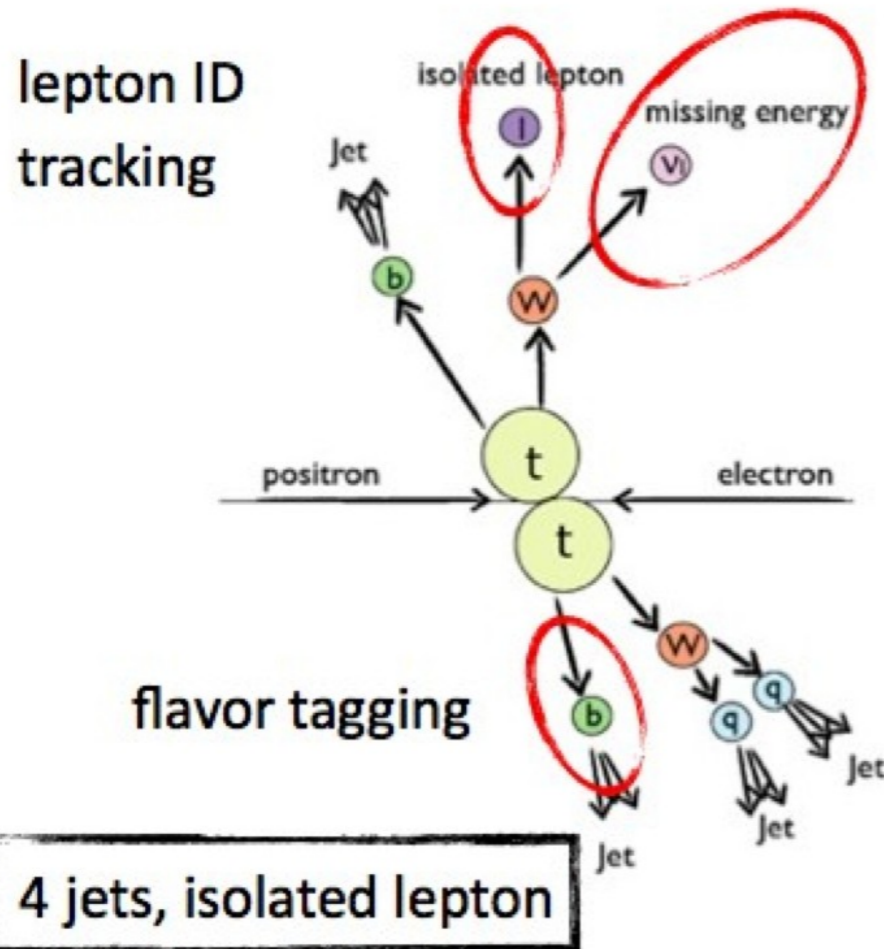 lepton ID
tracking
isolated lepton
l
missing energy
Vl
Jet
b
W
t
positron
electron
t
W
flavor tagging
b
q
q
Jet
Jet
Jet
4 jets, isolated lepton